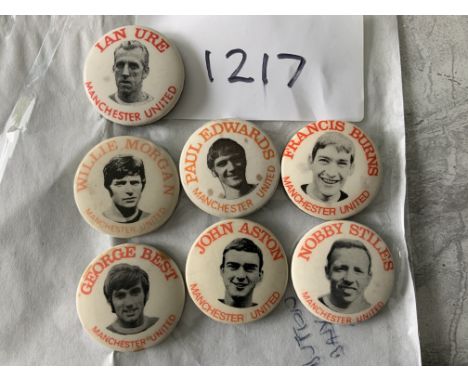 IAN URE
MANCHESTER UNITED
1217
WILLIE MORGAN
MANCHESTER UNITED
PAUL EDWARDS
MANCHESTER UNITED
FRANCIS BURNS
MANCHESTER UNITED
GEORGE BEST
MANCHESTER UNITED
JOHN ASTON
MANCHESTER UNITED
NOBBY STILES
MANCHESTER UNITED